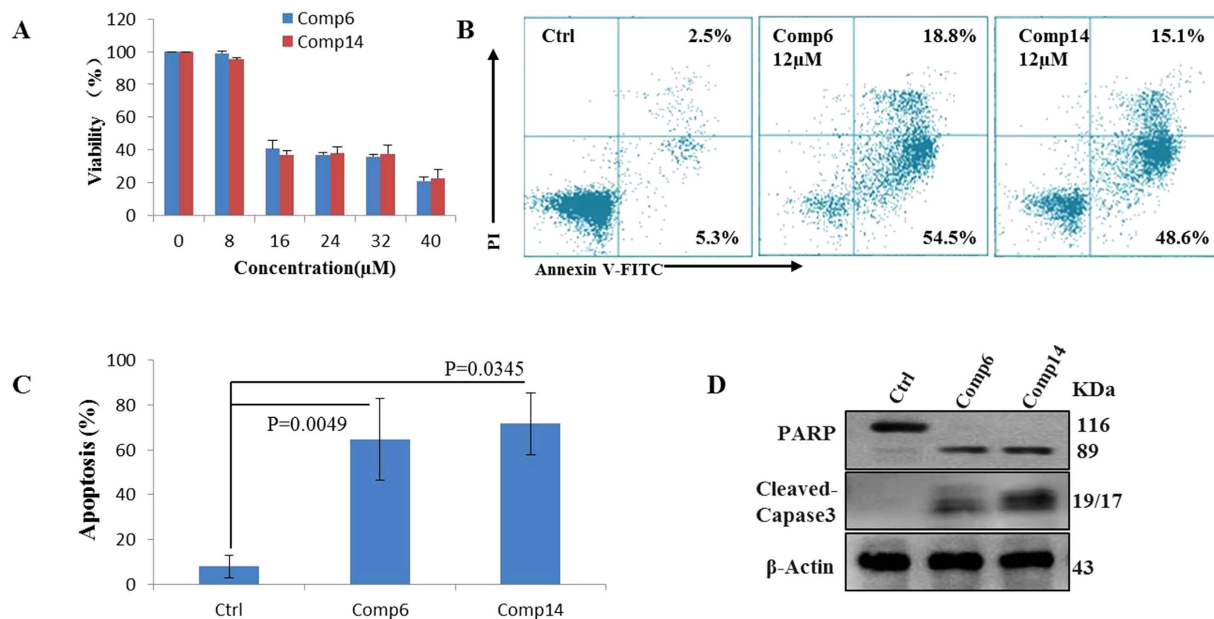 A
Comp6
Comp14
Viability （%）
120
100
80
60
40
20
0
0 8 16 24 32 40
Concentration(μM)
B
Ctrl
2.5%
5.3%
Comp6
12μM
18.8%
54.5%
Comp14
12μM
15.1%
48.6%
PI
Annexin V-FITC
C
Apoptosis (%)
100
80
60
40
20
0
P=0.0345
P=0.0049
Ctrl Comp6 Comp14
D
Ctrl Comp6 Comp14 KDa
PARP
116
89
Cleaved-
Capase3
19/17
β-Actin
43